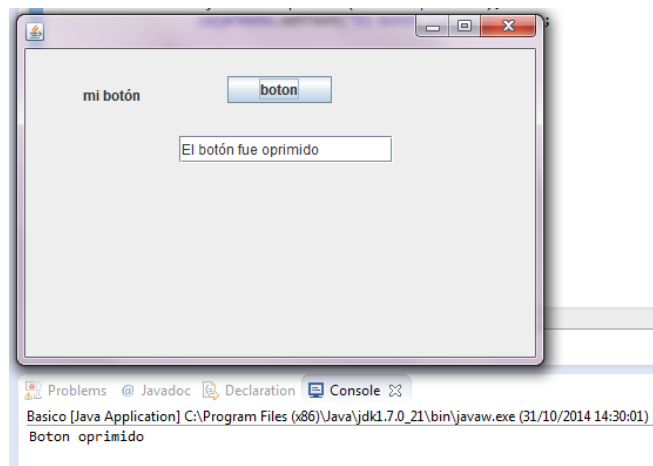 mi botón
boton
El botón fue oprimido
Problems @ Javadoc Declaration Console
Basico [Java Application] C:\Program Files (x86)\Java\jdk1.7.0_21\bin\javaw.exe (31/10/2014 14:30:01)
Boton oprimido